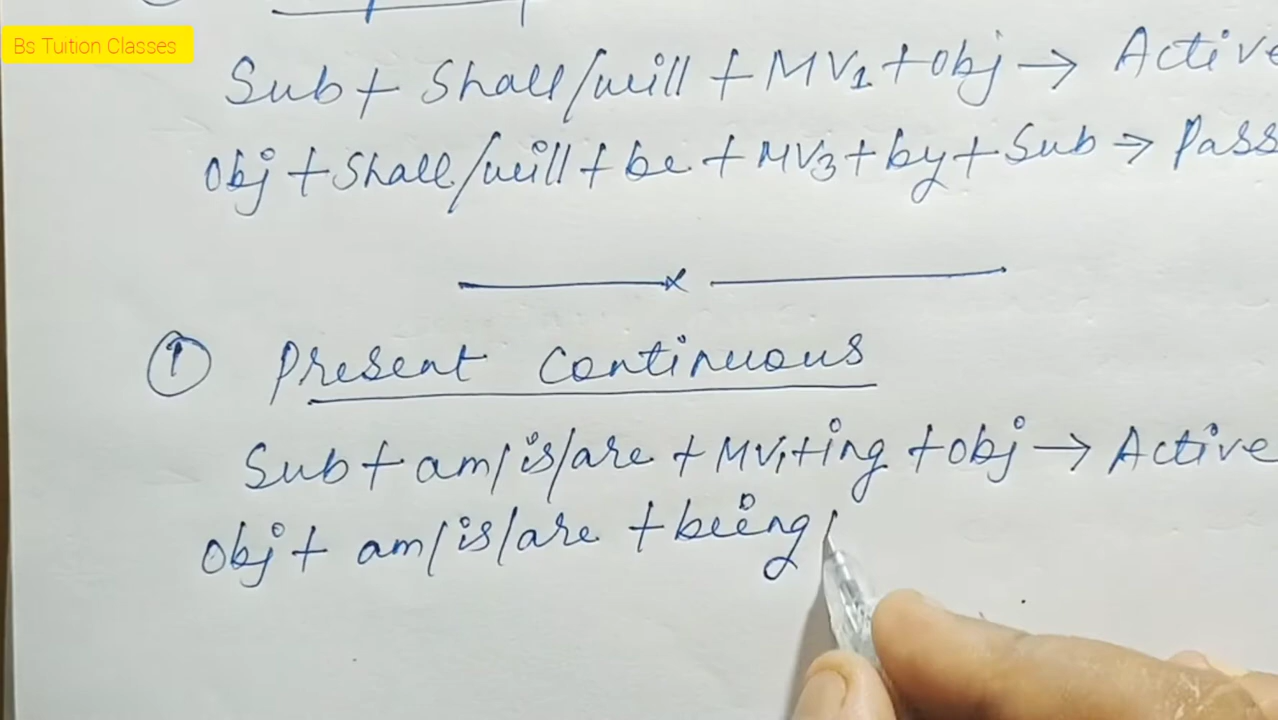 Bs Tuition Classes
Sub + Shall/will + MV1 + Obj → Active
Obj + Shall/will + be + MV3 + by + Sub → Pass
① Present Continuous
Sub + am/is/are + MV1+ing + Obj → Active
Obj + am/is/are + being